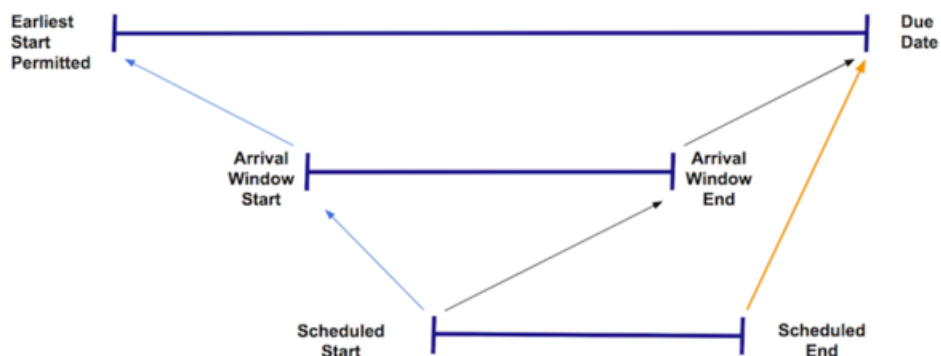 Earliest
Start
Permitted
Due
Date
Arrival
Window
Start
Arrival
Window
End
Scheduled
Start
Scheduled
End